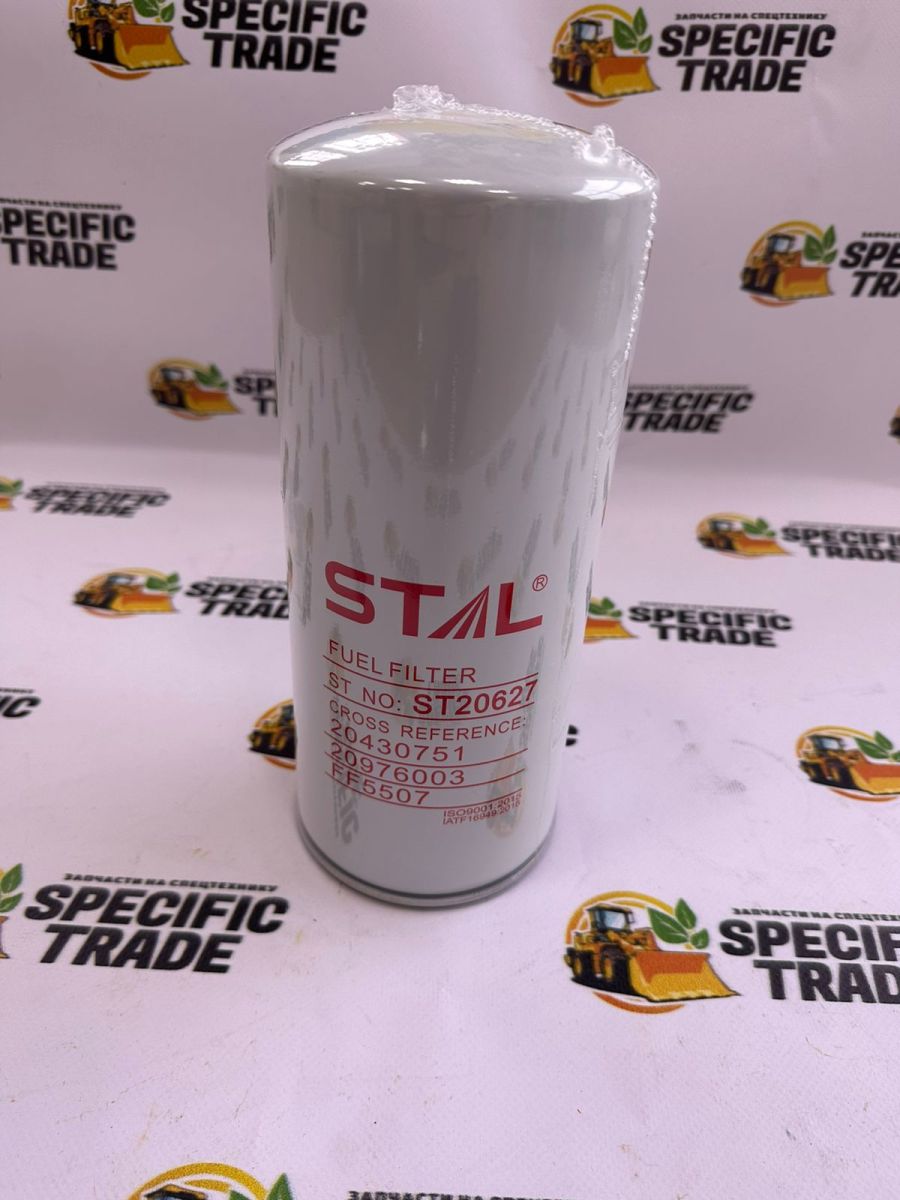 SPECIFIC
TRADE
ЗАПЧАСТИ НА СПЕЦТЕХНИКУ
SPECIFIC
TRADE
SPECIFIC
TRADE
SPECIFIC
TRADE
SPECIFIC
TRADE
SPECIFIC
TRADE
SPECIFIC
TRADE
SPECIFIC
TRADE
STAL®
FUEL FILTER
ST NO: ST20627
CROSS REFERENCE:
20430751
20976003
FF5507
ISO9001:2015
IATF16949:2016
ЗАПЧАСТИ НА СПЕЦТЕХНИКУ
SPECIFIC
TRADE
ЗАПЧАСТИ НА СПЕЦТЕХНИКУ
SPECIFIC
TRADE